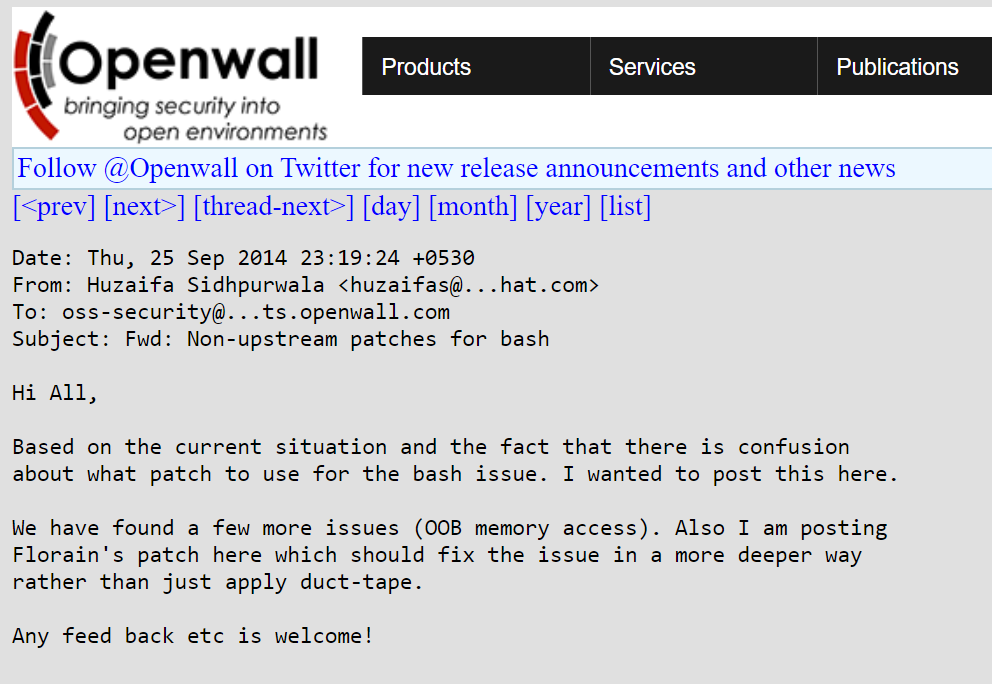 Openwall
bringing security into
open environments
Products
Services
Publications
Follow @Openwall on Twitter for new release announcements and other news
[<prev] [next>] [thread-next>] [day] [month] [year] [list]
Date: Thu, 25 Sep 2014 23:19:24 +0530
From: Huzaifa Sidhpurwala <huzaifas@...hat.com>
To: oss-security@...ts.openwall.com
Subject: Fwd: Non-upstream patches for bash
Hi All,
Based on the current situation and the fact that there is confusion
about what patch to use for the bash issue. I wanted to post this here.
We have found a few more issues (OOB memory access). Also I am posting
Florain's patch here which should fix the issue in a more deeper way
rather than just apply duct-tape.
Any feed back etc is welcome!